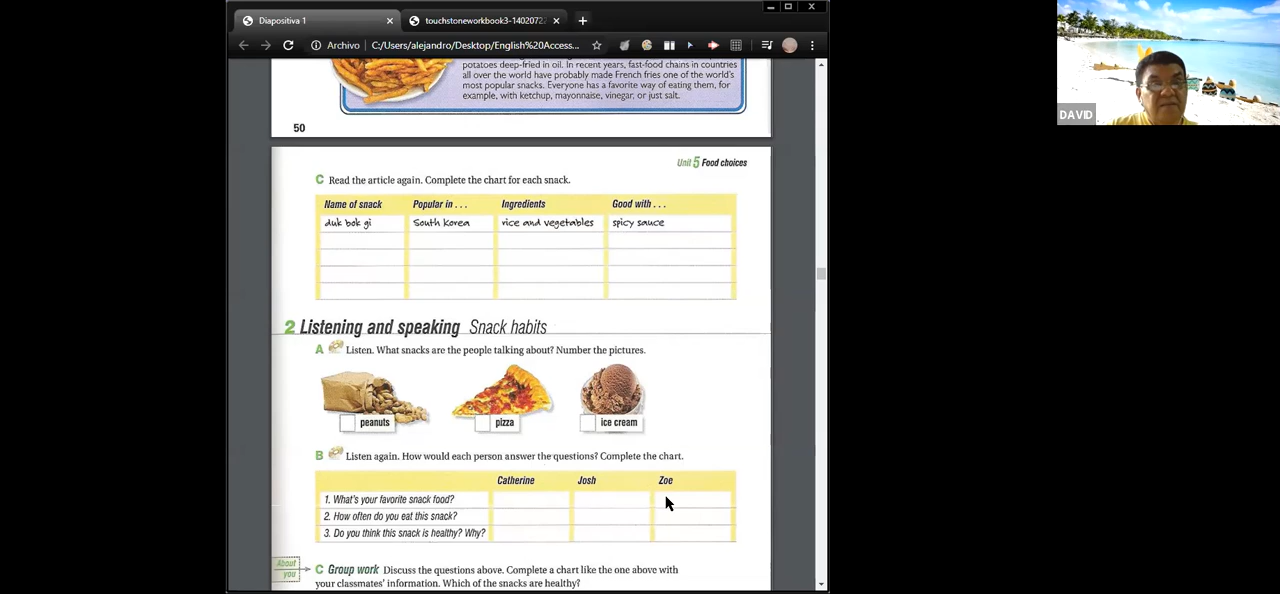 Diapositiva 1
touchstoneworkbook3-1402072
Archivo
C:/Users/alejandro/Desktop/English%20Access...
potatoes deep-fried in oil. In recent years, fast-food chains in countries
all over the world have probably made French fries one of the world's
most popular snacks. Everyone has a favorite way of eating them, for
example, with ketchup, mayonnaise, vinegar, or just salt.
50
DAVID
Unit 5 Food choices
C Read the article again. Complete the chart for each snack.
Name of snack Popular in . . . Ingredients Good with . . .
duk bok gi South Korea rice and vegetables spicy sauce
2 Listening and speaking Snack habits
A Listen. What snacks are the people talking about? Number the pictures.
peanuts pizza ice cream
B Listen again. How would each person answer the questions? Complete the chart.
Catherine Josh Zoe
1. What's your favorite snack food?
2. How often do you eat this snack?
3. Do you think this snack is healthy? Why?
About
you
C Group work Discuss the questions above. Complete a chart like the one above with
your classmates' information. Which of the snacks are healthy?